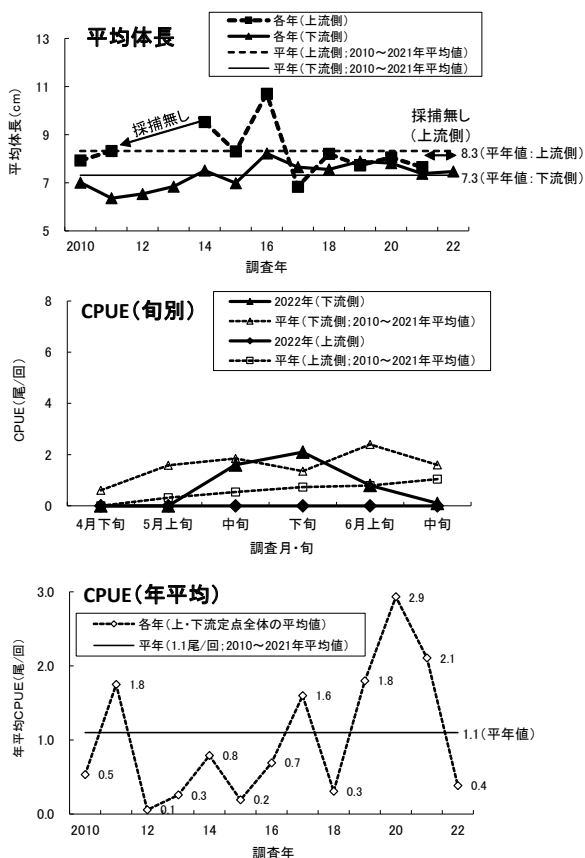 平均体長
各年(上流側)
各年(下流側)
平年(上流側;2010～2021年平均値)
平年(下流側;2010～2021年平均値)
13
11
9
7
5
平均体長(cm)
採捕無し
採捕無し
(上流側)
8.3(平年値:上流側)
7.3(平年値:下流側)
2010 12 14 16 18 20 22
調査年
CPUE(旬別)
2022年(下流側)
平年(下流側;2010～2021年平均値)
2022年(上流側)
平年(上流側;2010～2021年平均値)
8
6
4
2
0
CPUE(尾/回)
4月下旬 5月上旬 中旬 下旬 6月上旬 中旬
調査月・旬
CPUE(年平均)
各年(上・下流定点全体の平均値)
平年(1.1尾/回;2010～2021年平均値)
3.0
2.0
1.0
0.0
年平均CPUE(尾/回)
0.5
1.8
0.1
0.3
0.8
0.2
0.7
1.6
0.3
1.8
2.9
2.1
0.4
1.1(平年値)
2010 12 14 16 18 20 22
調査年